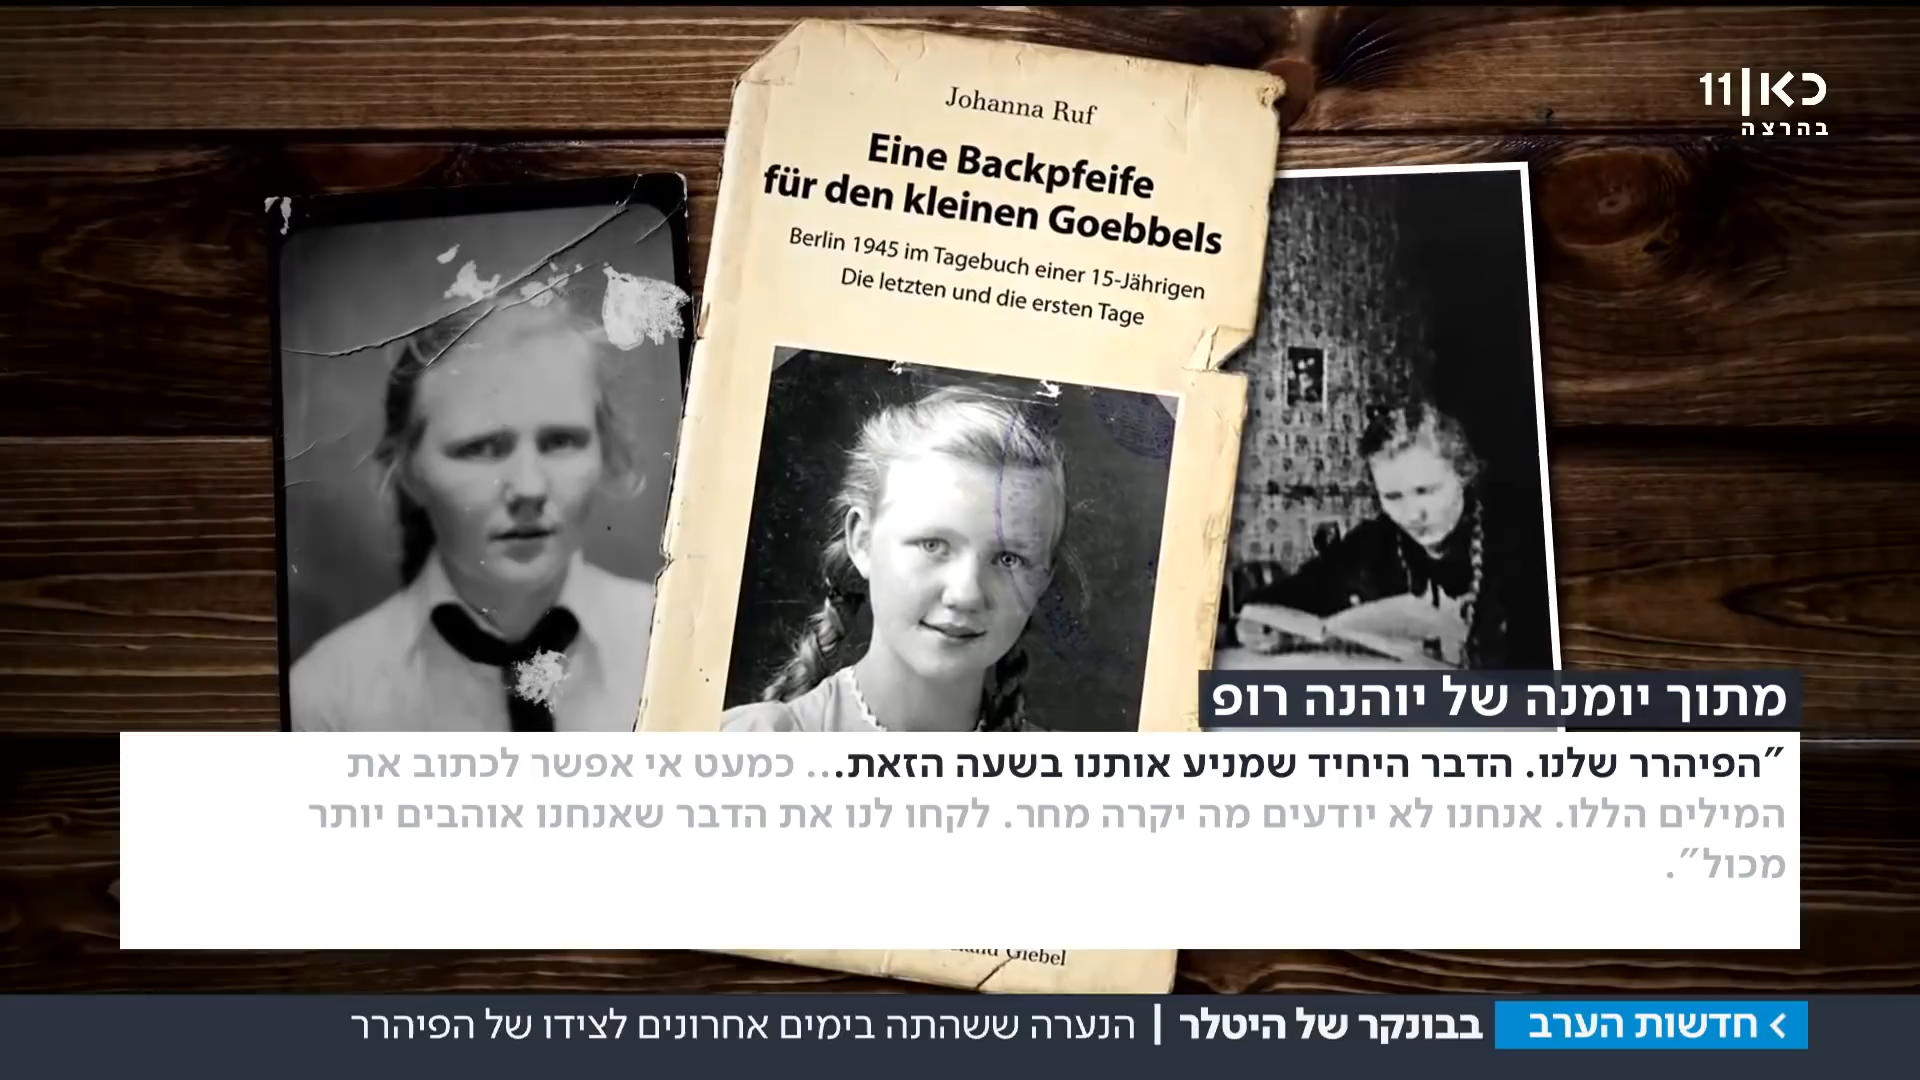 כאן 11
בהרצה
Johanna Ruf
Eine Backpfeife
für den kleinen Goebbels
Berlin 1945 im Tagebuch einer 15-Jährigen
Die letzten und die ersten Tage
מתוך יומנה של יוהנה רופ
"הפיהרר שלנו. הדבר היחיד שמניע אותנו בשעה הזאת... כמעט אי אפשר לכתוב את
המילים הללו. אנחנו לא יודעים מה יקרה מחר. לקחו לנו את הדבר שאנחנו אוהבים יותר
מכול".
Giebel
חדשות הערב
בבונקר של היטלר | הנערה ששהתה בימים אחרונים לצידו של הפיהרר